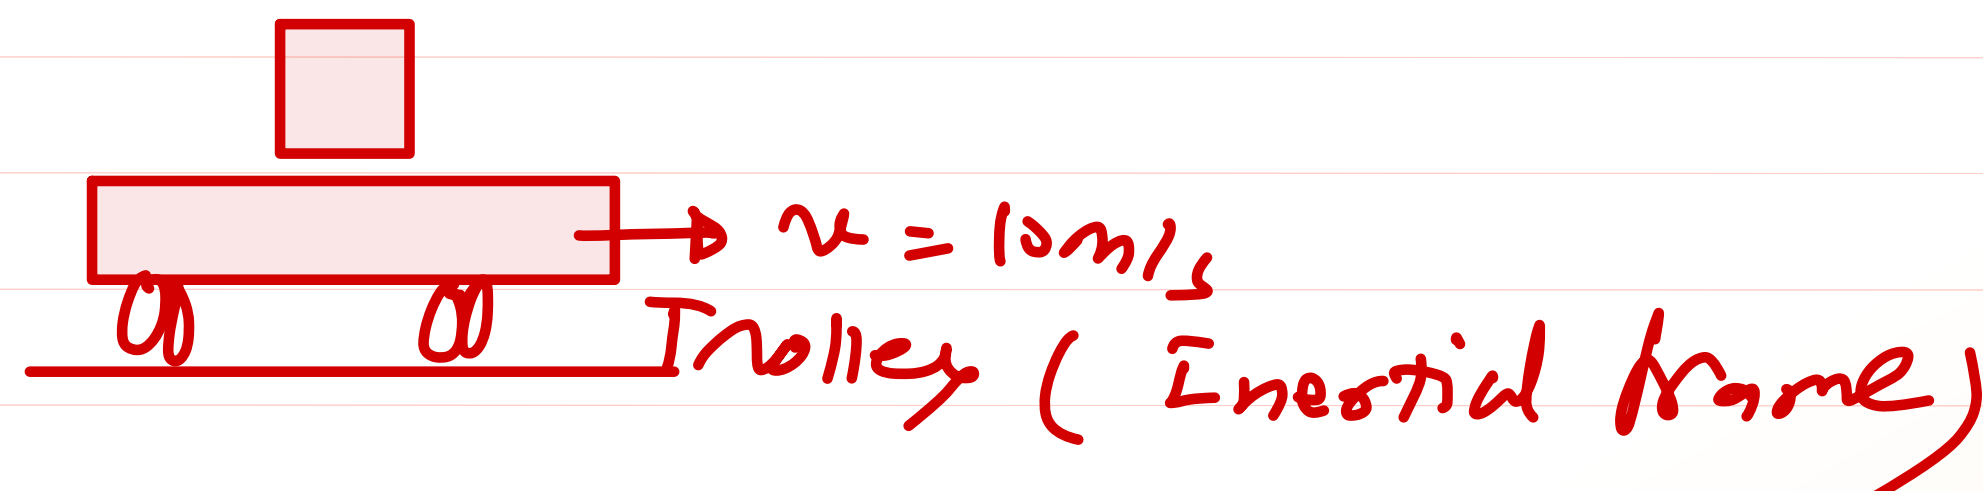 v = 10m/s
Trolley ( Inertial frame)